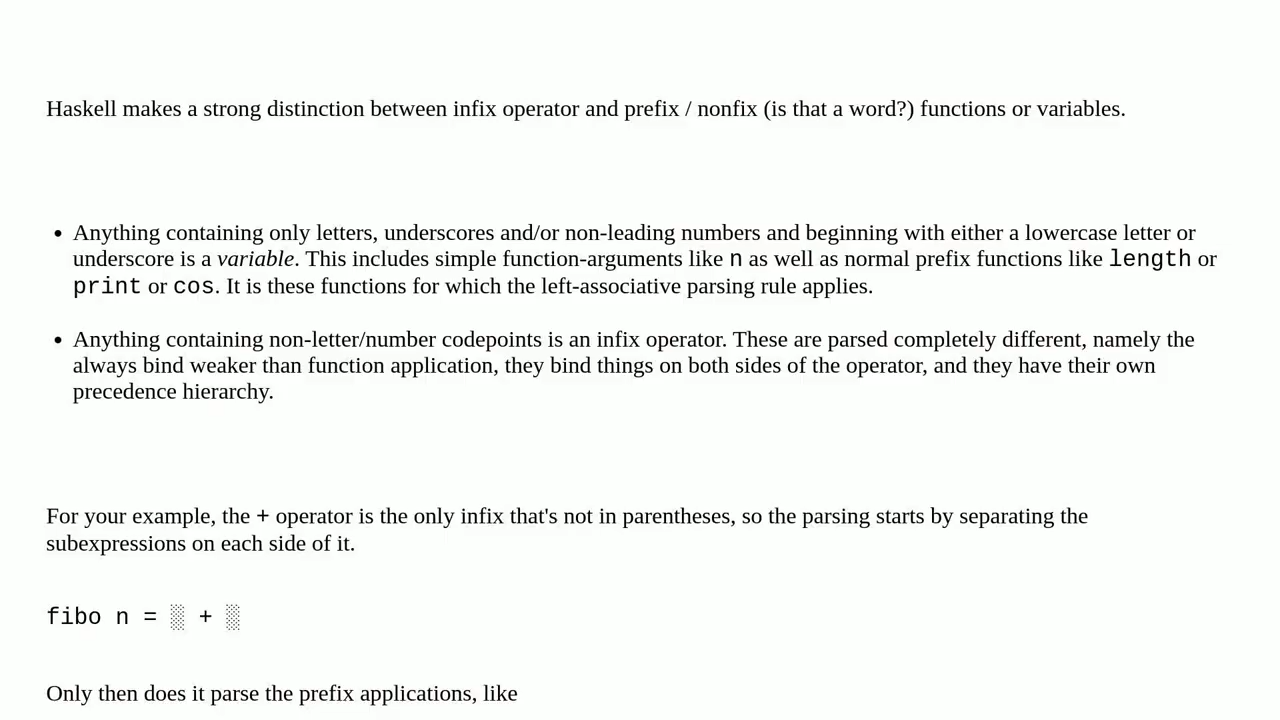 Haskell makes a strong distinction between infix operator and prefix / nonfix (is that a word?) functions or variables.
• Anything containing only letters, underscores and/or non-leading numbers and beginning with either a lowercase letter or
underscore is a variable. This includes simple function-arguments like n as well as normal prefix functions like length or
print or cos. It is these functions for which the left-associative parsing rule applies.
• Anything containing non-letter/number codepoints is an infix operator. These are parsed completely different, namely the
always bind weaker than function application, they bind things on both sides of the operator, and they have their own
precedence hierarchy.
For your example, the + operator is the only infix that's not in parentheses, so the parsing starts by separating the
subexpressions on each side of it.
fibo n = ░ + ░
Only then does it parse the prefix applications, like